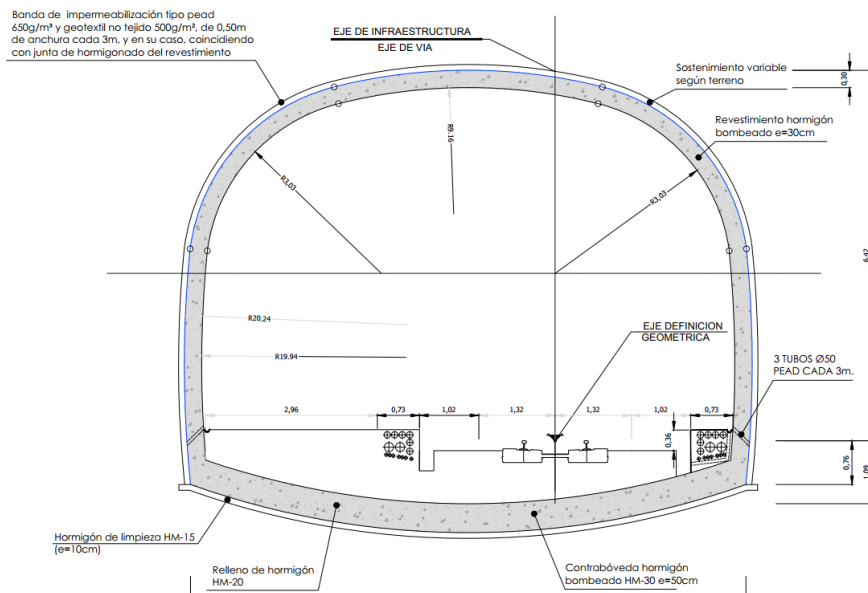 Banda de impermeabilización tipo pead
650g/m³ y geotextil no tejido 500g/m², de 0,50m
de anchura cada 3m, y en su caso, coincidiendo
con junta de hormigonado del revestimiento
EJE DE INFRAESTRUCTURA
EJE DE VIA
Sostenimiento variable
según terreno
0,30
Revestimiento hormigón
bombeado e=30cm
R9.16
R3,03
R3,03
6,42
R20,24
EJE DEFINICION
GEOMETRICA
R19.94
3 TUBOS Ø50
PEAD CADA 3m.
2,96
0,73
1,02
1,32
1,32
1,02
0,73
0,36
0,76
1,09
Hormigón de limpieza HM-15
(e=10cm)
Relleno de hormigón
HM-20
Contrabóveda hormigón
bombeado HM-30 e=50cm